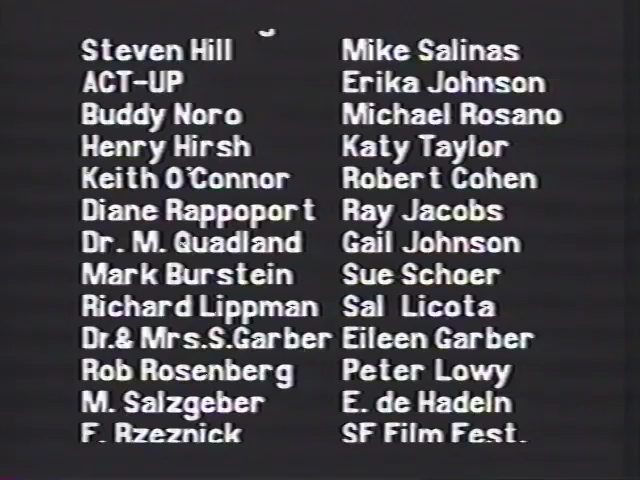 Steven Hill Mike Salinas
ACT-UP Erika Johnson
Buddy Noro Michael Rosano
Henry Hirsh Katy Taylor
Keith O'Connor Robert Cohen
Diane Rappoport Ray Jacobs
Dr. M. Quadland Gail Johnson
Mark Burstein Sue Schoer
Richard Lippman Sal Licota
Dr.& Mrs.S.Garber Eileen Garber
Rob Rosenberg Peter Lowy
M. Salzgeber E. de Hadeln
F. Rzeznick SF Film Fest.